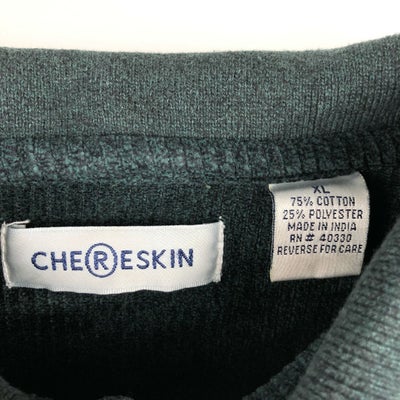 CHE®ESKIN
XL
75% COTTON
25% POLYESTER
MADE IN INDIA
RN # 40330
REVERSE FOR CARE